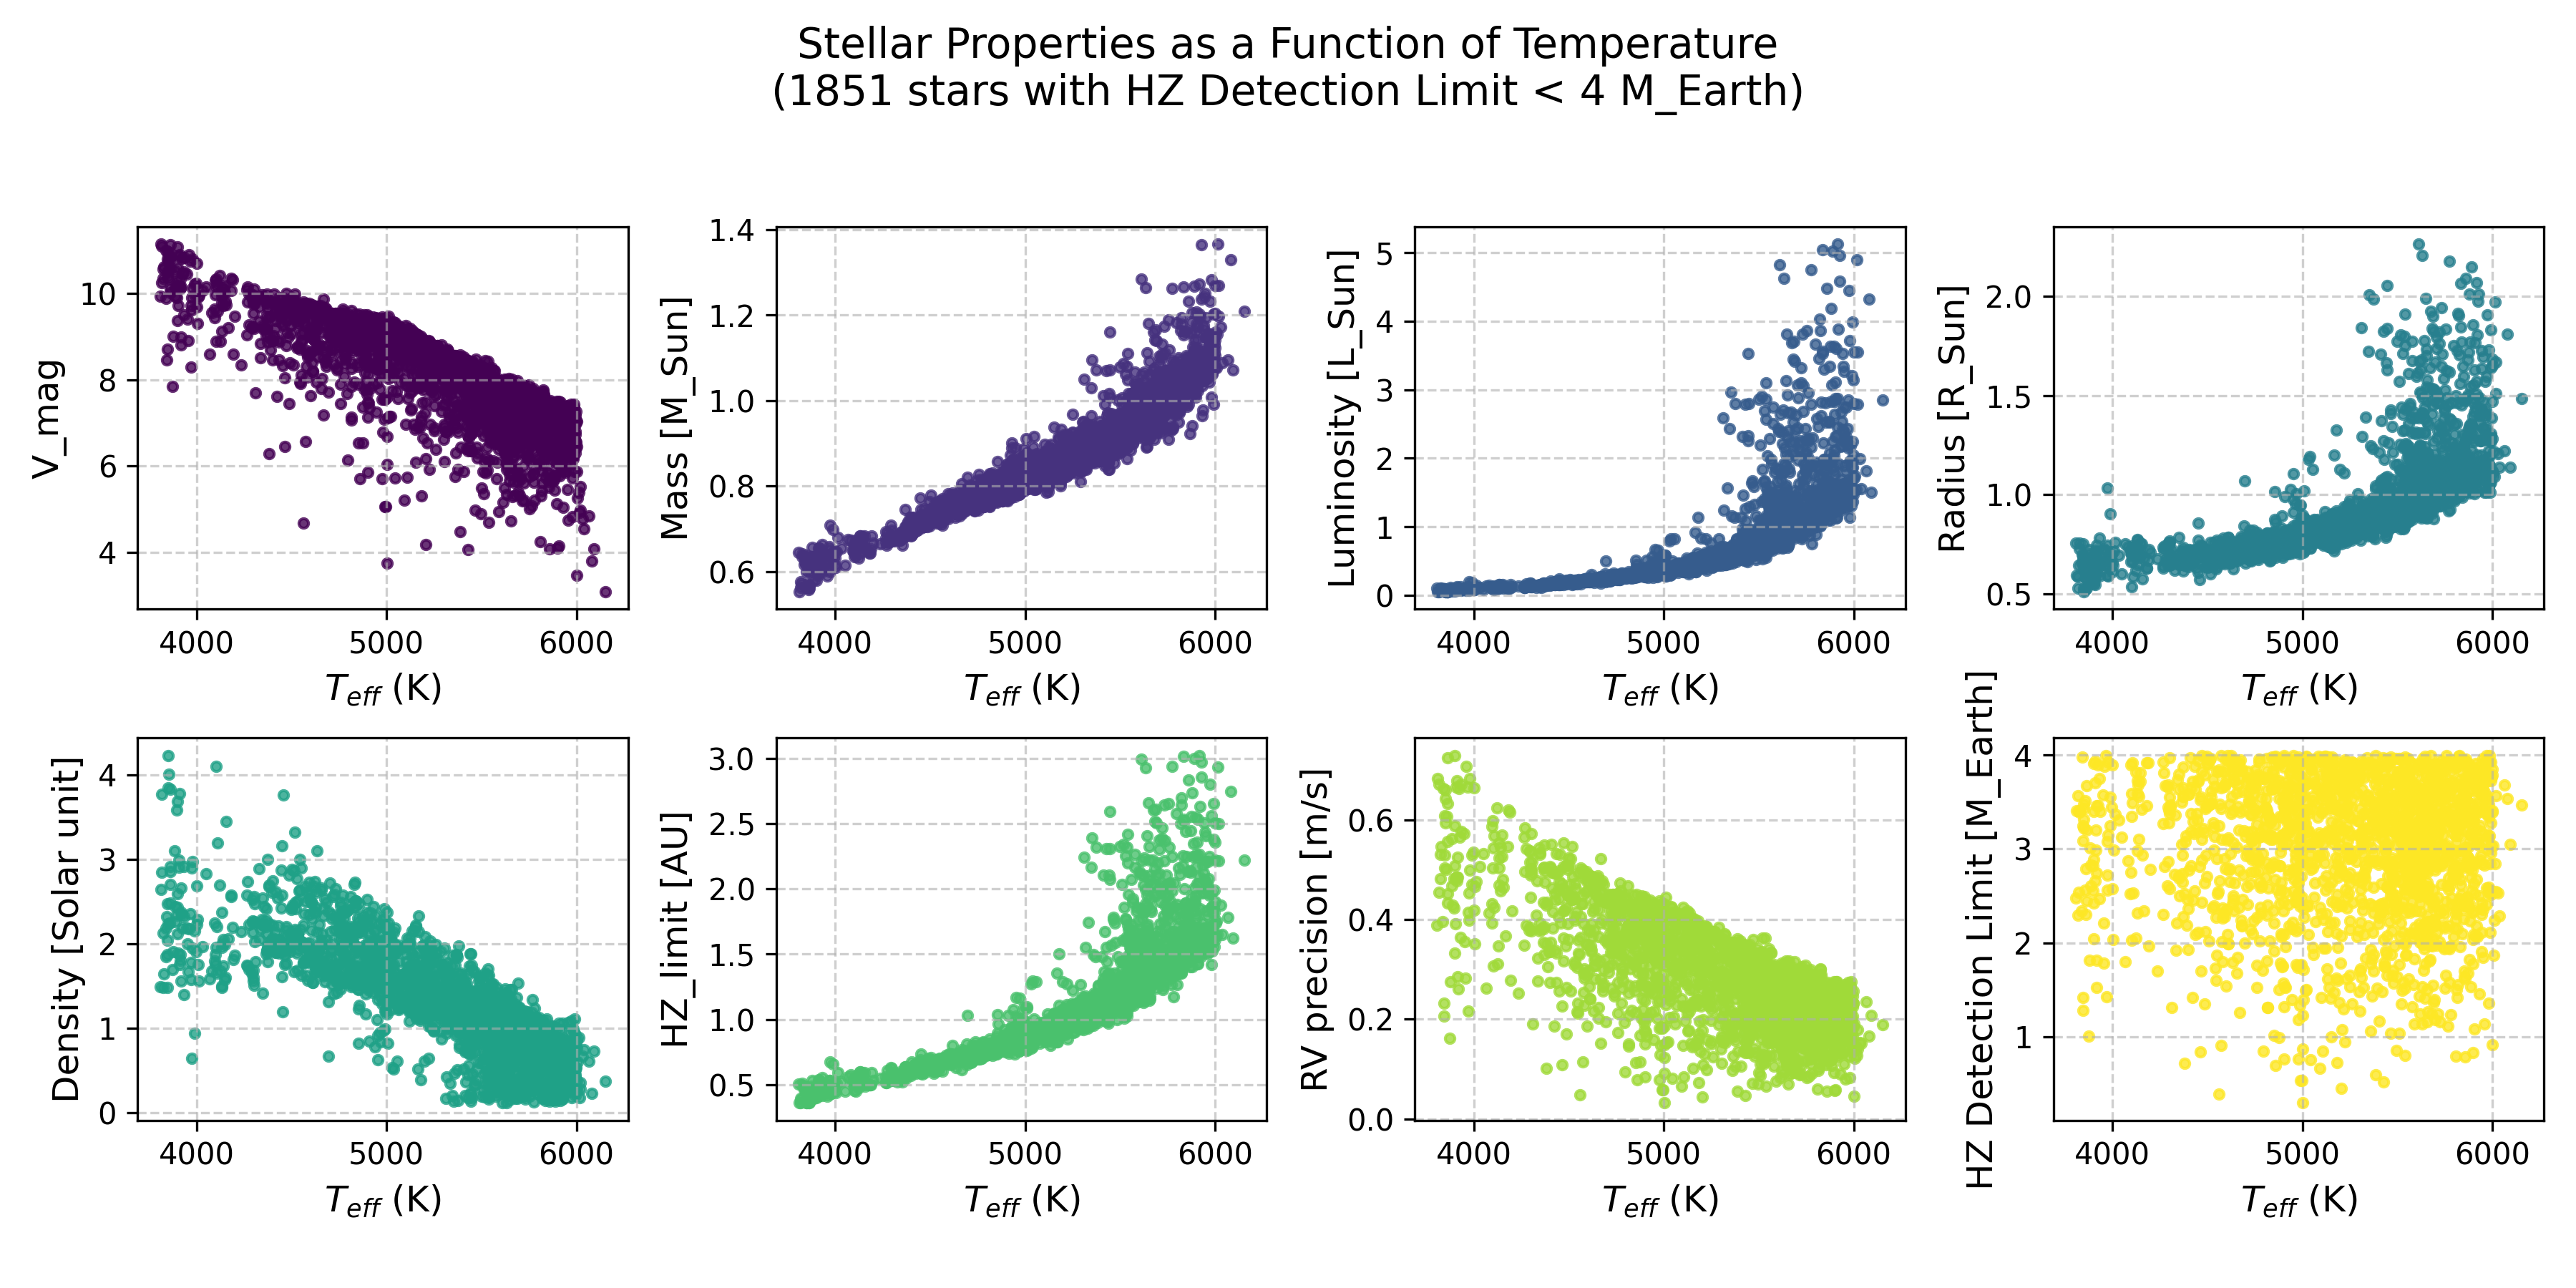 Stellar Properties as a Function of Temperature
(1851 stars with HZ Detection Limit < 4 M_Earth)
V_mag
10
8
6
4
4000 5000 6000
T_eff (K)
Mass [M_Sun]
1.4
1.2
1.0
0.8
0.6
4000 5000 6000
T_eff (K)
Luminosity [L_Sun]
5
4
3
2
1
0
4000 5000 6000
T_eff (K)
Radius [R_Sun]
2.0
1.5
1.0
0.5
4000 5000 6000
T_eff (K)
Density [Solar unit]
4
3
2
1
0
4000 5000 6000
T_eff (K)
HZ_limit [AU]
3.0
2.5
2.0
1.5
1.0
0.5
4000 5000 6000
T_eff (K)
RV precision [m/s]
0.6
0.4
0.2
0.0
4000 5000 6000
T_eff (K)
HZ Detection Limit [M_Earth]
4
3
2
1
4000 5000 6000
T_eff (K)